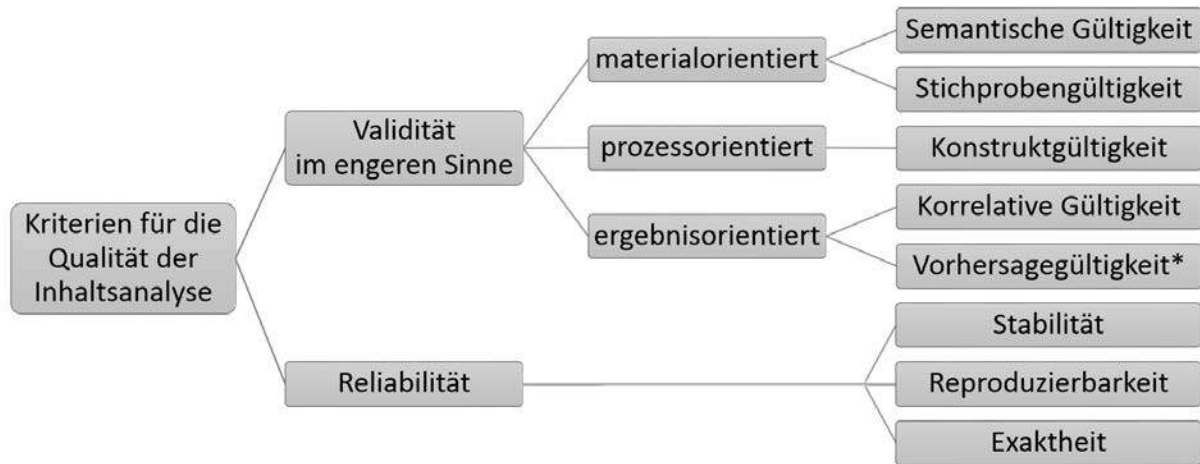 Kriterien für die
Qualität der
Inhaltsanalyse
Validität
im engeren Sinne
materialorientiert
Semantische Gültigkeit
Stichprobengültigkeit
prozessorientiert
Konstruktgültigkeit
ergebnisorientiert
Korrelative Gültigkeit
Vorhersagegültigkeit*
Reliabilität
Stabilität
Reproduzierbarkeit
Exaktheit